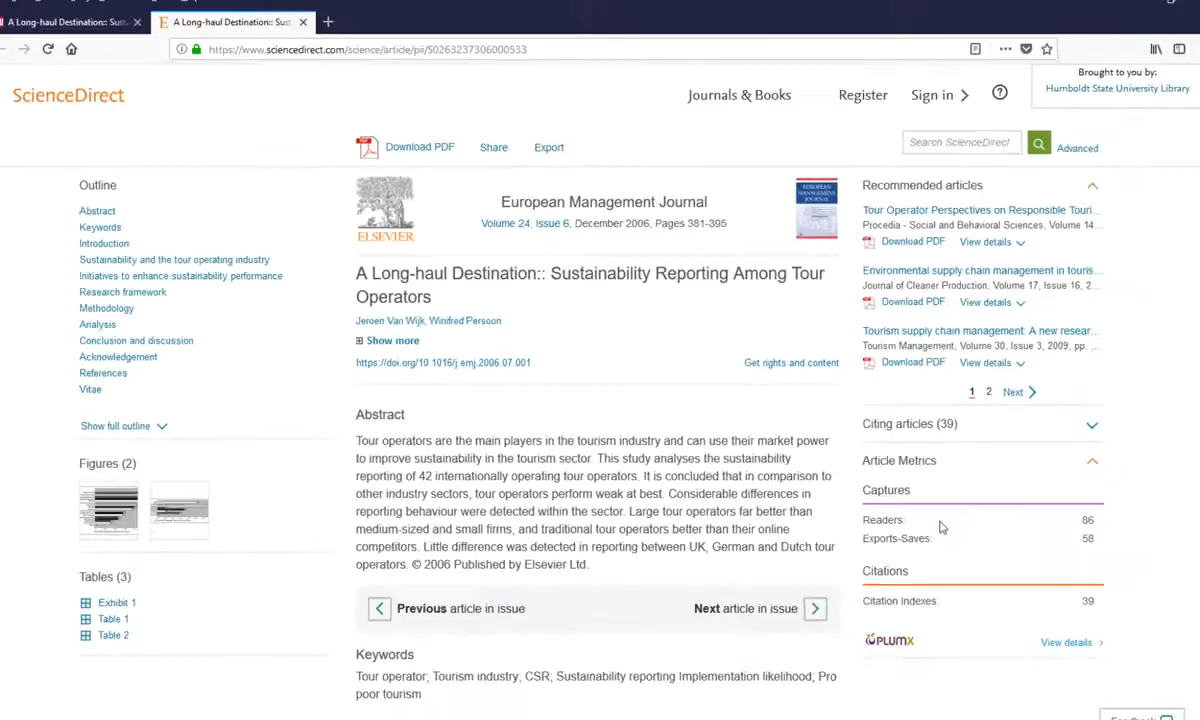 A Long-haul Destination:: Sust
A Long-haul Destination:: Sust
https://www.sciencedirect.com/science/article/pii/S0263237306000533
ScienceDirect
Journals & Books
Register
Sign in
Brought to you by:
Humboldt State University Library
Download PDF
Share
Export
Search ScienceDirect
Advanced
Outline
Abstract
Keywords
Introduction
Sustainability and the tour operating industry
Initiatives to enhance sustainability performance
Research framework
Methodology
Analysis
Conclusion and discussion
Acknowledgement
References
Vitae
Show full outline
Figures (2)
Tables (3)
Exhibit 1
Table 1
Table 2
ELSEVIER
European Management Journal
Volume 24, Issue 6, December 2006, Pages 381-395
EUROPEAN
MANAGEMENT
JOURNAL
A Long-haul Destination:: Sustainability Reporting Among Tour
Operators
Jeroen Van Wijk, Winifred Persoon
Show more
https://doi.org/10.1016/j.emj.2006.07.001
Get rights and content
Abstract
Tour operators are the main players in the tourism industry and can use their market power
to improve sustainability in the tourism sector. This study analyses the sustainability
reporting of 42 internationally operating tour operators. It is concluded that in comparison to
other industry sectors, tour operators perform weak at best. Considerable differences in
reporting behaviour were detected within the sector. Large tour operators far better than
medium-sized and small firms, and traditional tour operators better than their online
competitors. Little difference was detected in reporting between UK, German and Dutch tour
operators. © 2006 Published by Elsevier Ltd.
Previous article in issue
Next article in issue
Keywords
Tour operator; Tourism industry; CSR; Sustainability reporting Implementation likelihood; Pro
poor tourism
Recommended articles
Tour Operator Perspectives on Responsible Touri...
Procedia - Social and Behavioral Sciences, Volume 14...
Download PDF
View details
Environmental supply chain management in touris...
Journal of Cleaner Production, Volume 17, Issue 16, 2...
Download PDF
View details
Tourism supply chain management: A new resear...
Tourism Management, Volume 30, Issue 3, 2009, pp. ...
Download PDF
View details
1 2 Next
Citing articles (39)
Article Metrics
Captures
Readers: 86
Exports-Saves: 58
Citations
Citation Indexes: 39
PLUMX
View details
Feedback